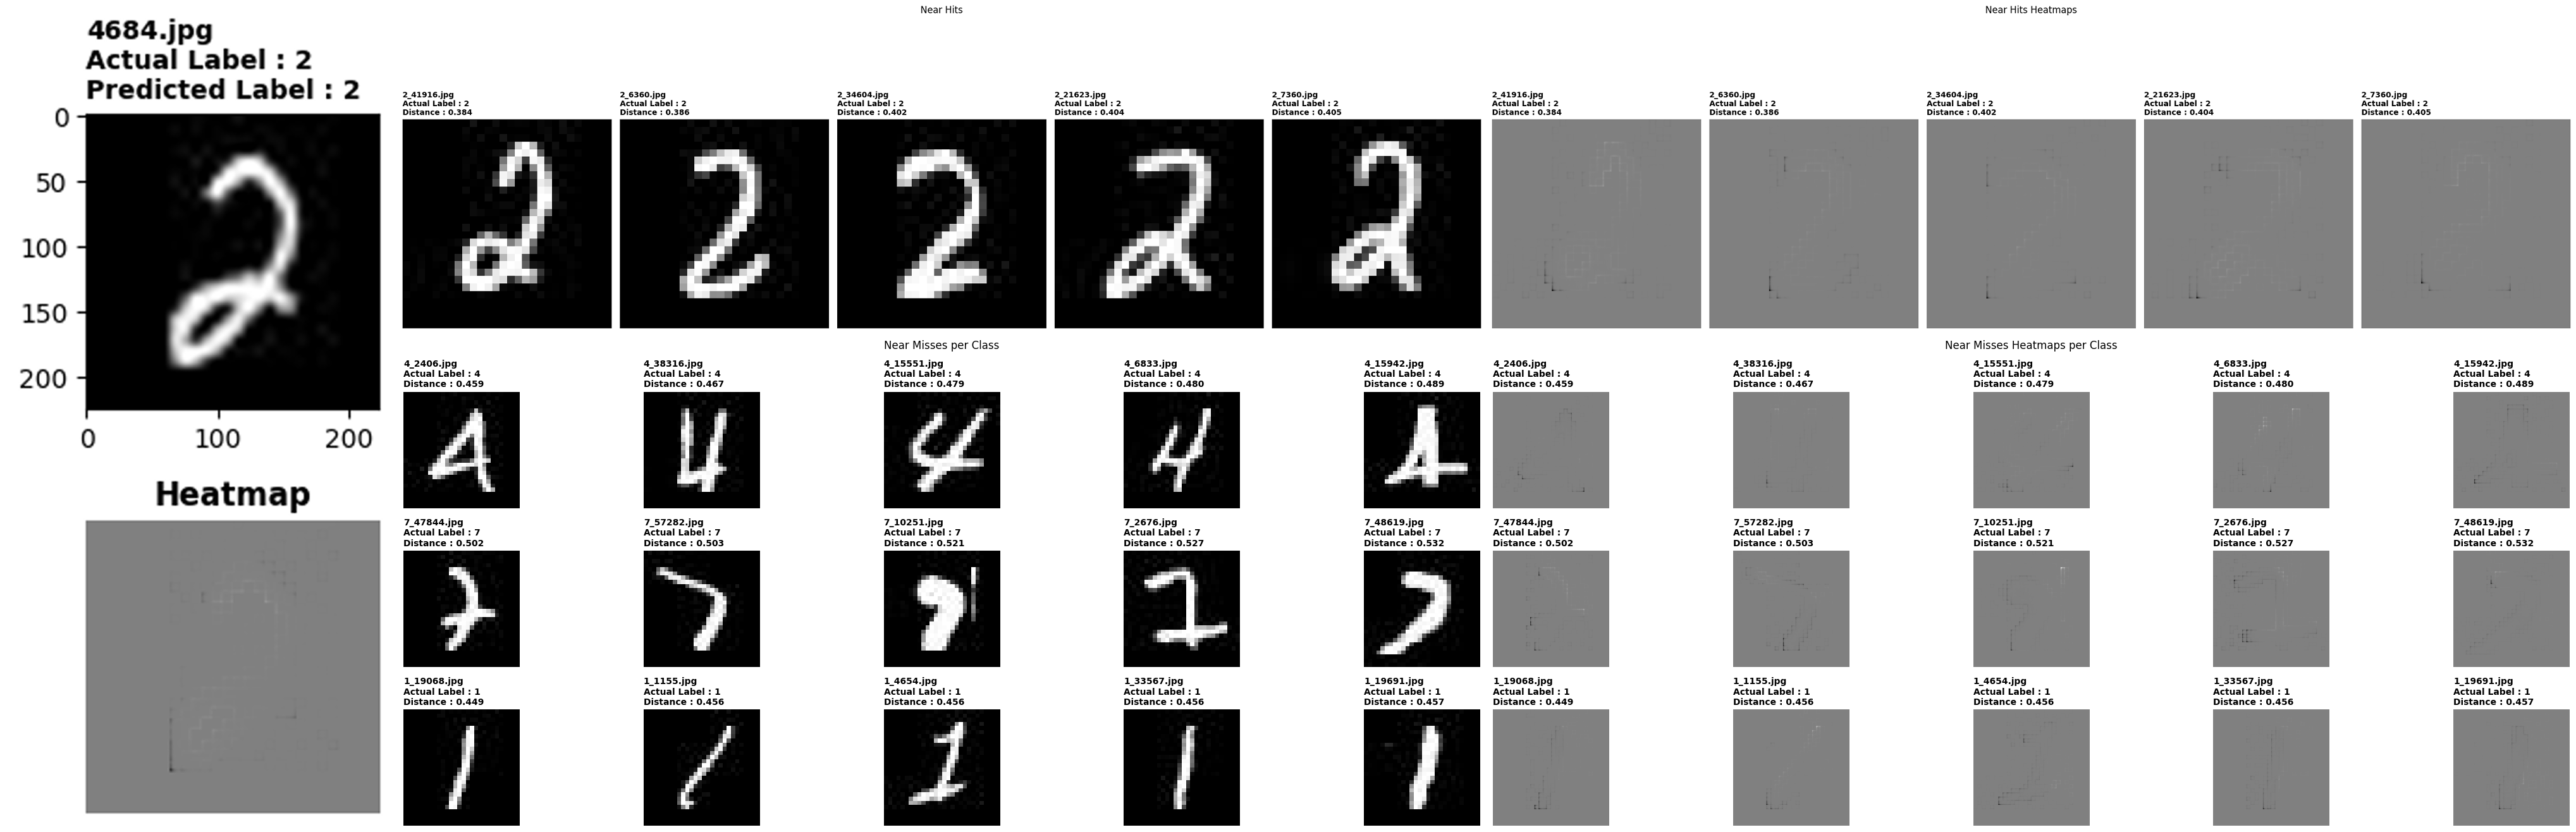 4684.jpg
Actual Label : 2
Predicted Label : 2
0
50
100
150
200
0 100 200
Heatmap
Near Hits
2_41916.jpg
Actual Label : 2
Distance : 0.384
2_6360.jpg
Actual Label : 2
Distance : 0.386
2_34604.jpg
Actual Label : 2
Distance : 0.402
2_21623.jpg
Actual Label : 2
Distance : 0.404
2_7360.jpg
Actual Label : 2
Distance : 0.405
Near Hits Heatmaps
2_41916.jpg
Actual Label : 2
Distance : 0.384
2_6360.jpg
Actual Label : 2
Distance : 0.386
2_34604.jpg
Actual Label : 2
Distance : 0.402
2_21623.jpg
Actual Label : 2
Distance : 0.404
2_7360.jpg
Actual Label : 2
Distance : 0.405
Near Misses per Class
4_2406.jpg
Actual Label : 4
Distance : 0.459
4_38316.jpg
Actual Label : 4
Distance : 0.467
4_15551.jpg
Actual Label : 4
Distance : 0.479
4_6833.jpg
Actual Label : 4
Distance : 0.480
4_15942.jpg
Actual Label : 4
Distance : 0.489
7_47844.jpg
Actual Label : 7
Distance : 0.502
7_57282.jpg
Actual Label : 7
Distance : 0.503
7_10251.jpg
Actual Label : 7
Distance : 0.521
7_2676.jpg
Actual Label : 7
Distance : 0.527
7_48619.jpg
Actual Label : 7
Distance : 0.532
1_19068.jpg
Actual Label : 1
Distance : 0.449
1_1155.jpg
Actual Label : 1
Distance : 0.456
1_4654.jpg
Actual Label : 1
Distance : 0.456
1_33567.jpg
Actual Label : 1
Distance : 0.456
1_19691.jpg
Actual Label : 1
Distance : 0.457
Near Misses Heatmaps per Class
4_2406.jpg
Actual Label : 4
Distance : 0.459
4_38316.jpg
Actual Label : 4
Distance : 0.467
4_15551.jpg
Actual Label : 4
Distance : 0.479
4_6833.jpg
Actual Label : 4
Distance : 0.480
4_15942.jpg
Actual Label : 4
Distance : 0.489
7_47844.jpg
Actual Label : 7
Distance : 0.502
7_57282.jpg
Actual Label : 7
Distance : 0.503
7_10251.jpg
Actual Label : 7
Distance : 0.521
7_2676.jpg
Actual Label : 7
Distance : 0.527
7_48619.jpg
Actual Label : 7
Distance : 0.532
1_19068.jpg
Actual Label : 1
Distance : 0.449
1_1155.jpg
Actual Label : 1
Distance : 0.456
1_4654.jpg
Actual Label : 1
Distance : 0.456
1_33567.jpg
Actual Label : 1
Distance : 0.456
1_19691.jpg
Actual Label : 1
Distance : 0.457